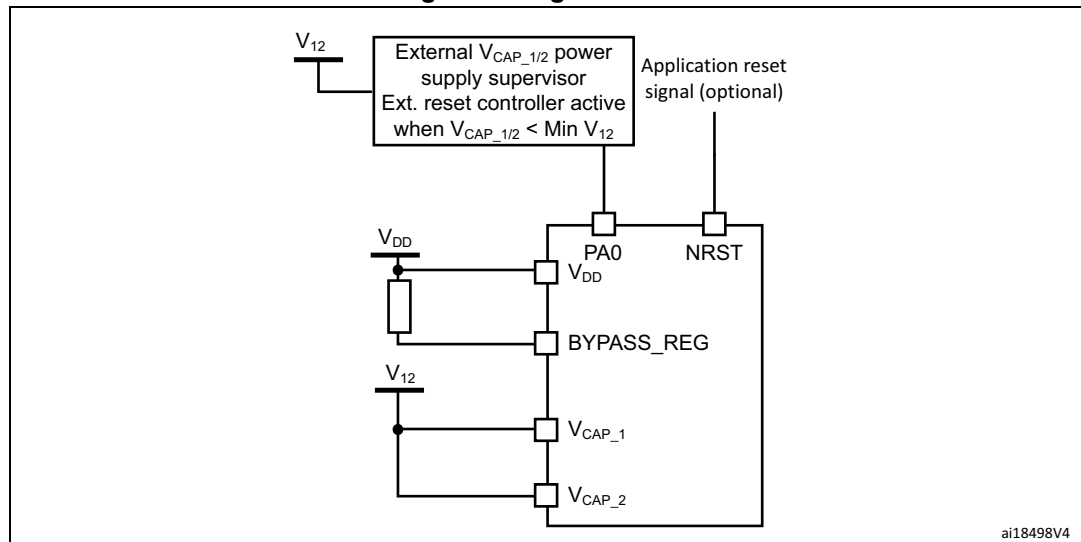 V12
External VCAP_1/2 power
supply supervisor
Ext. reset controller active
when VCAP_1/2 < Min V12
Application reset
signal (optional)
PA0
NRST
VDD
VDD
BYPASS_REG
V12
VCAP_1
VCAP_2
ai18498V4